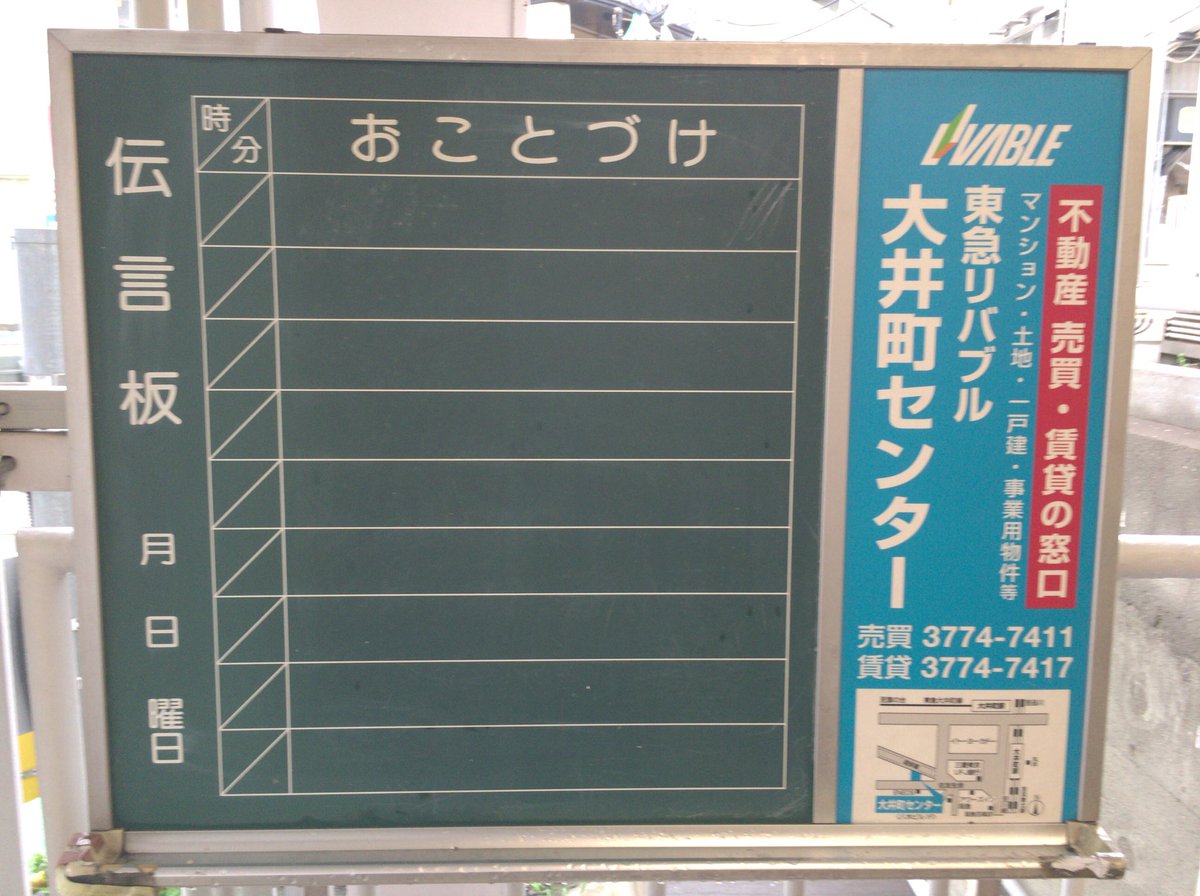 伝言板
月
日
曜日
時
分
おことづけ
LIVABLE
不動産 売買・賃貸の窓口
マンション・土地・一戸建・事業用物件等
東急リバブル
大井町センター
売買 3774-7411
賃貸 3774-7417
大井町センター